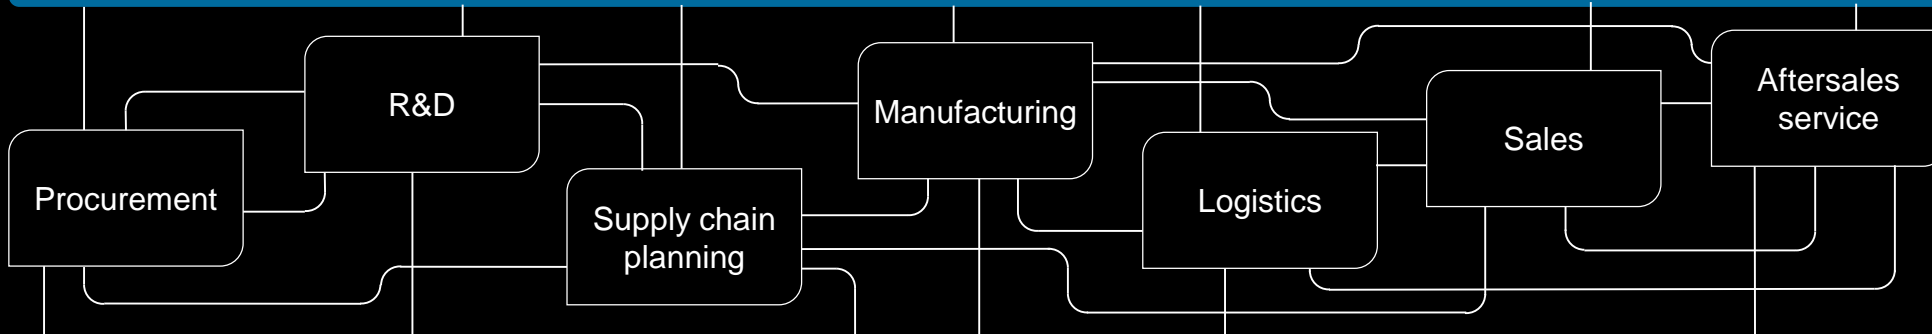 Procurement
R&D
Supply chain
planning
Manufacturing
Logistics
Sales
Aftersales
service